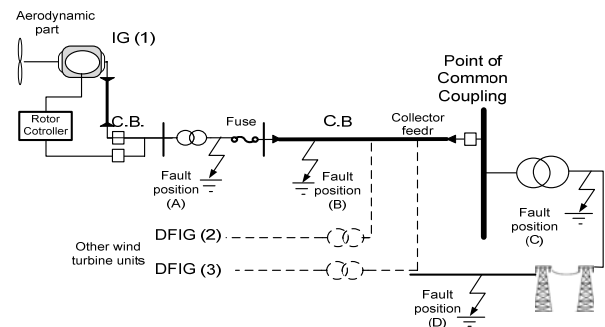 Aerodynamic
part
IG (1)
Rotor
Cotroller
C.B.
Fuse
C.B
Collector
feedr
Point of
Common
Coupling
Fault
position
(A)
Fault
position
(B)
Fault
position
(C)
Other wind
turbine units
DFIG (2)
DFIG (3)
Fault
position
(D)